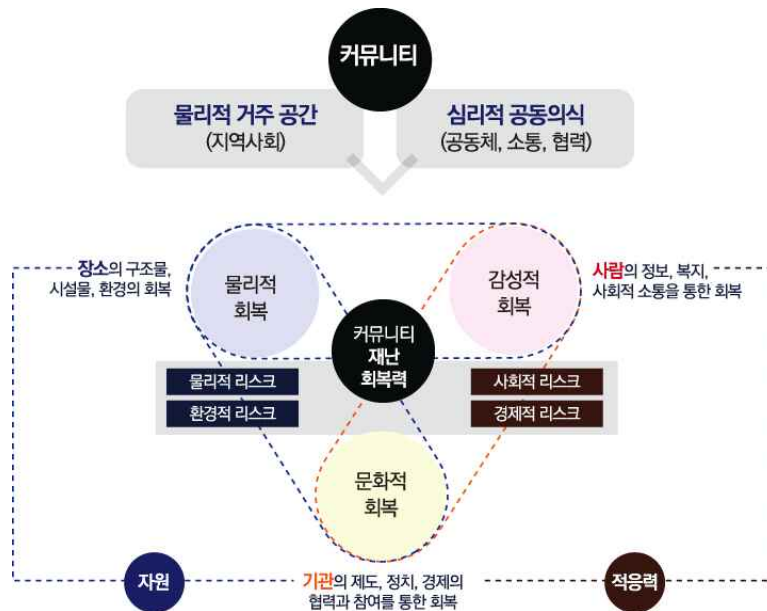 커뮤니티
물리적 거주 공간
(지역사회)
심리적 공동의식
(공동체, 소통, 협력)
장소의 구조물,
시설물, 환경의 회복
물리적
회복
감성적
회복
사람의 정보, 복지,
사회적 소통을 통한 회복
커뮤니티
재난
회복력
물리적 리스크
환경적 리스크
사회적 리스크
경제적 리스크
문화적
회복
자원
기관의 제도, 정치, 경제의
협력과 참여를 통한 회복
적응력